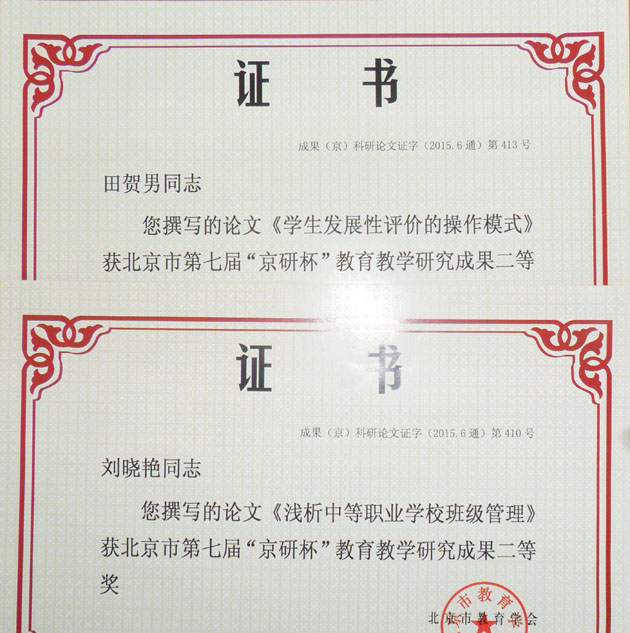 证 书
成果（京）科研论文证字（2015.6通）第413号
田贺男同志
您撰写的论文《学生发展性评价的操作模式》
获北京市第七届“京研杯”教育教学研究成果二等
证 书
成果（京）科研论文证字（2015.6通）第410号
刘晓艳同志
您撰写的论文《浅析中等职业学校班级管理》
获北京市第七届“京研杯”教育教学研究成果二等
奖
北京市教育学会
京市教育学